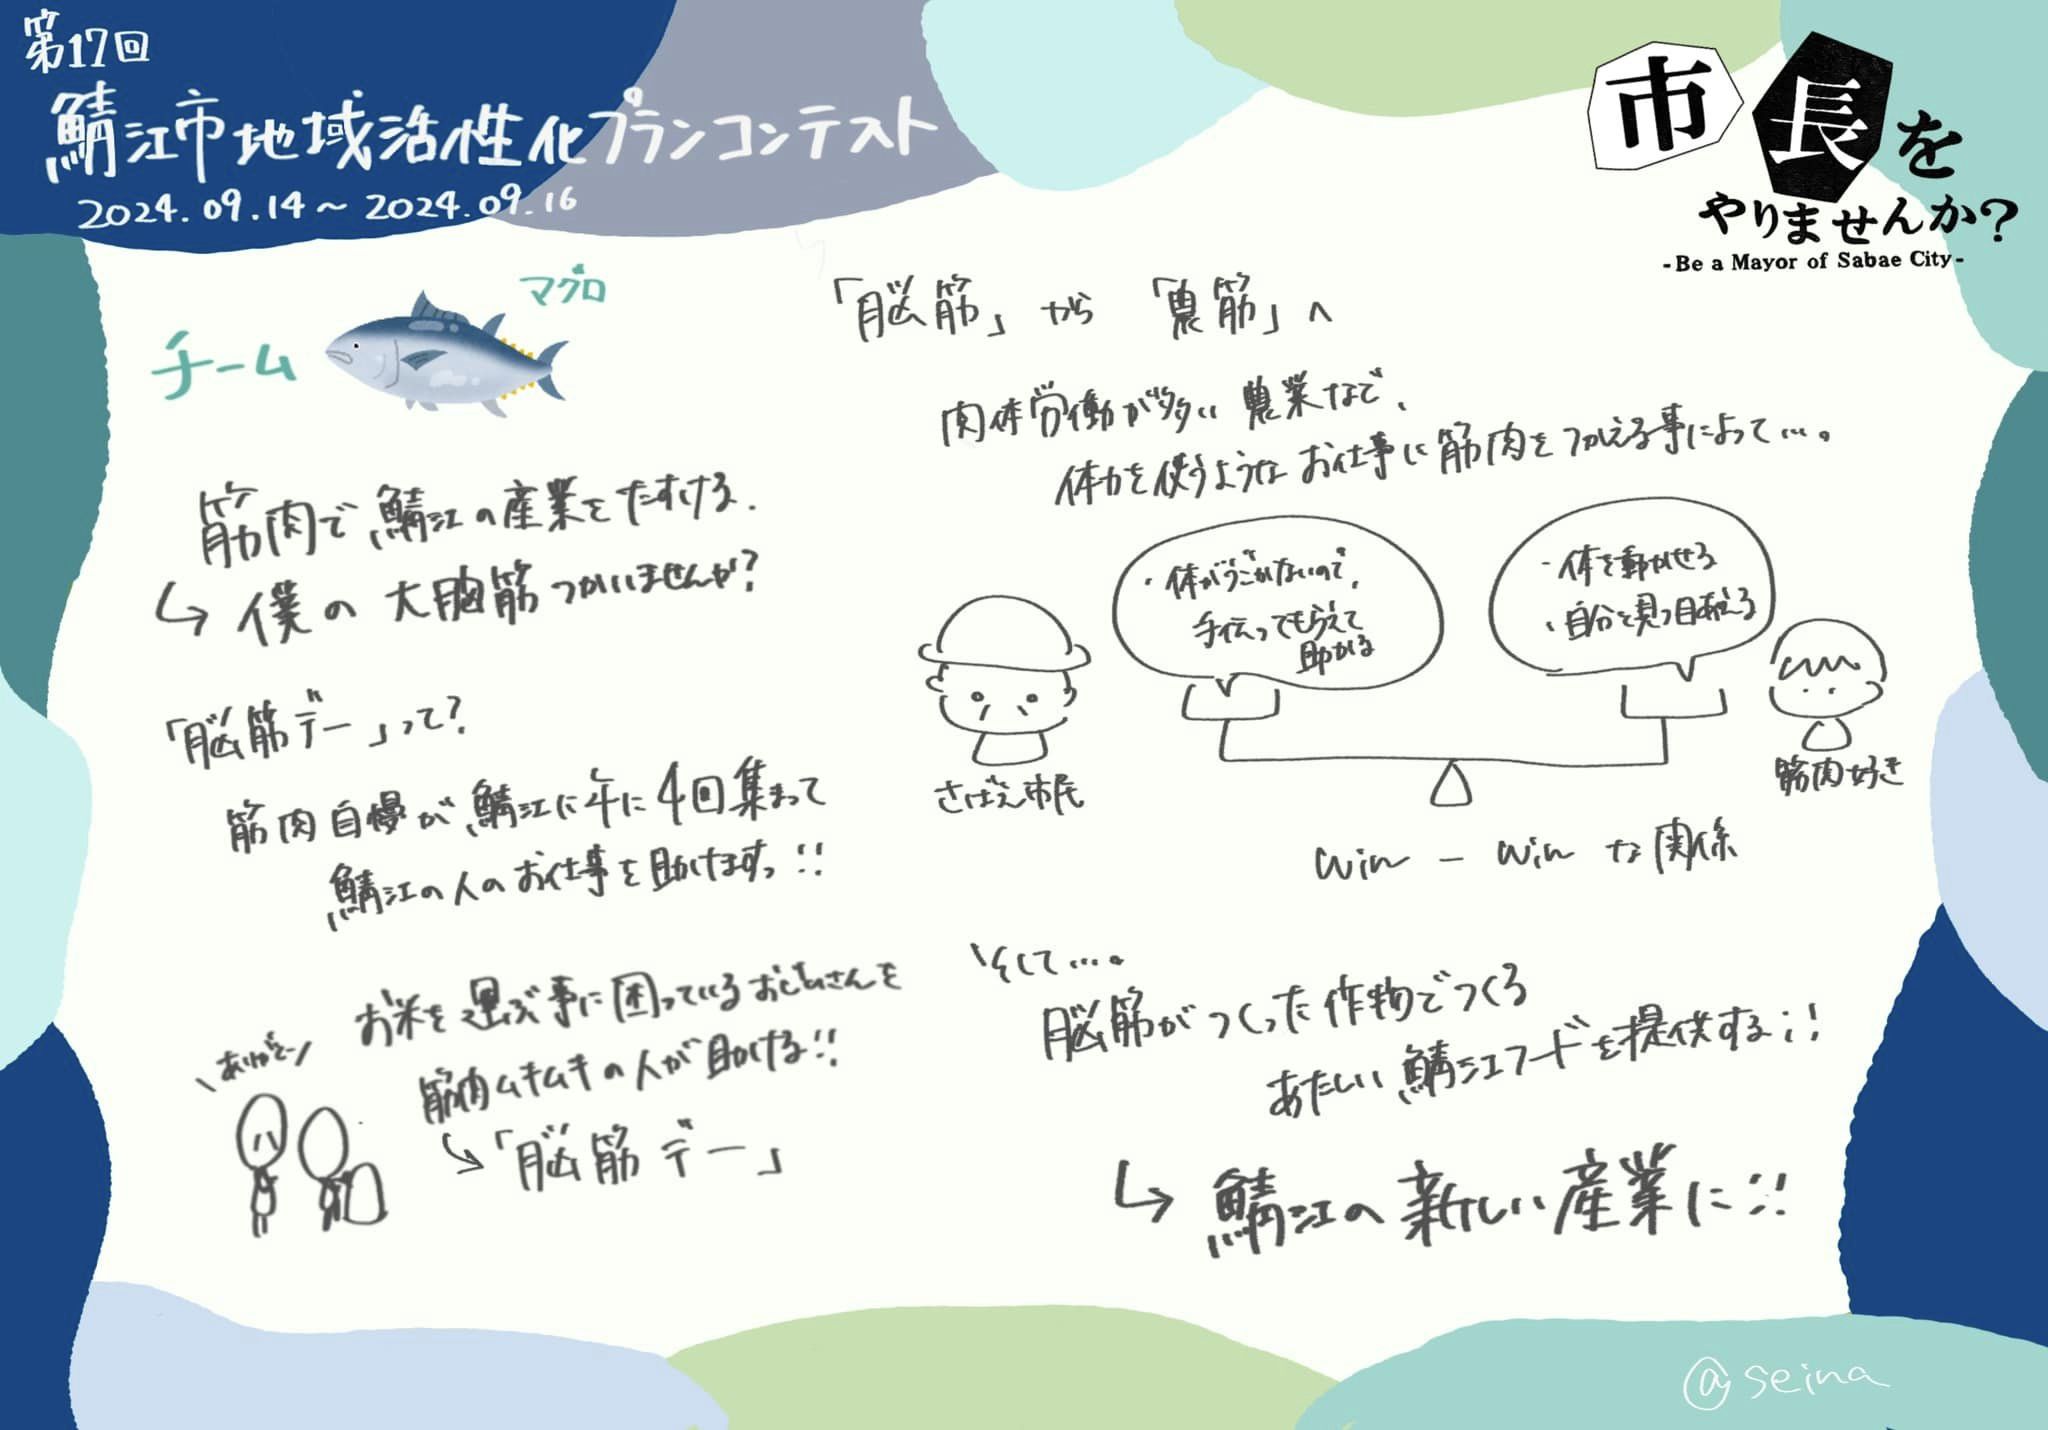 第17回
鯖江市地域活性化プランコンテスト
2024.09.14〜2024.09.16
市長を
やりませんか?
-Be a Mayor of Sabae City-
マグロ
チーム
筋肉で鯖江の産業をたすける.
↳ 僕の大脳筋つかいませんか?
「脳筋デー」って?
筋肉自慢が鯖江に年に4回集まって
鯖江の人のお仕事を助けますっ!!
お米を運ぶ事に困っているおじいさんを
筋肉ムキムキの人が助ける!!
↳「脳筋デー」
ありがとー
「脳筋」から「農筋」へ
肉体労働が多い農業なで、
体力を使うようなお仕事に筋肉をつかえる事によって…。
・体がうごかないので、
手伝ってもらえて
助かる
・体を動かせる
・自分を見つ目直せる
さばえ市民
筋肉好き
win - win な関係
そして…。
脳筋がつくった作物でつくる
あたしい鯖江フードを提供する!!
↳ 鯖江の新しい産業に!!
@seina